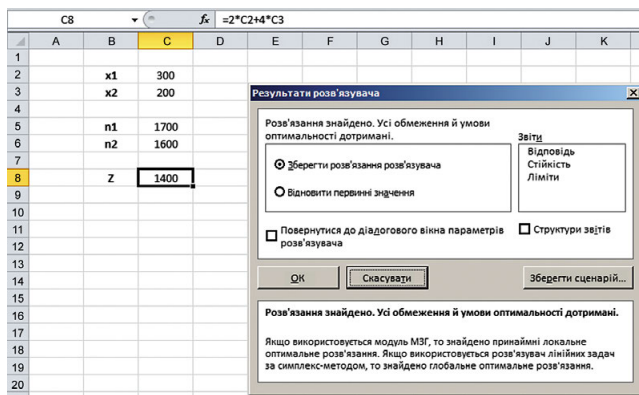 C8 fx =2*C2+4*C3
A B C D E F G H I J K
1
2 x1 300
3 x2 200
4
5 n1 1700
6 n2 1600
7
8 Z 1400
9
10
11
12
13
14
15
16
17
18
19
20
Результати розв'язувача
Розв'язання знайдено. Усі обмеження й умови
оптимальності дотримані.
Звіти
Відповідь
Стійкість
Ліміти
Зберегти розв'язання розв'язувача
Відновити первинні значення
Повернутися до діалогового вікна параметрів
розв'язувача
Структури звітів
ОК Скасувати Зберегти сценарій...
Розв'язання знайдено. Усі обмеження й умови оптимальності дотримані.
Якщо використовується модуль МЗГ, то знайдено принаймні локальне
оптимальне розв'язання. Якщо використовується розв'язувач лінійних задач
за симплекс-методом, то знайдено глобальне оптимальне розв'язання.